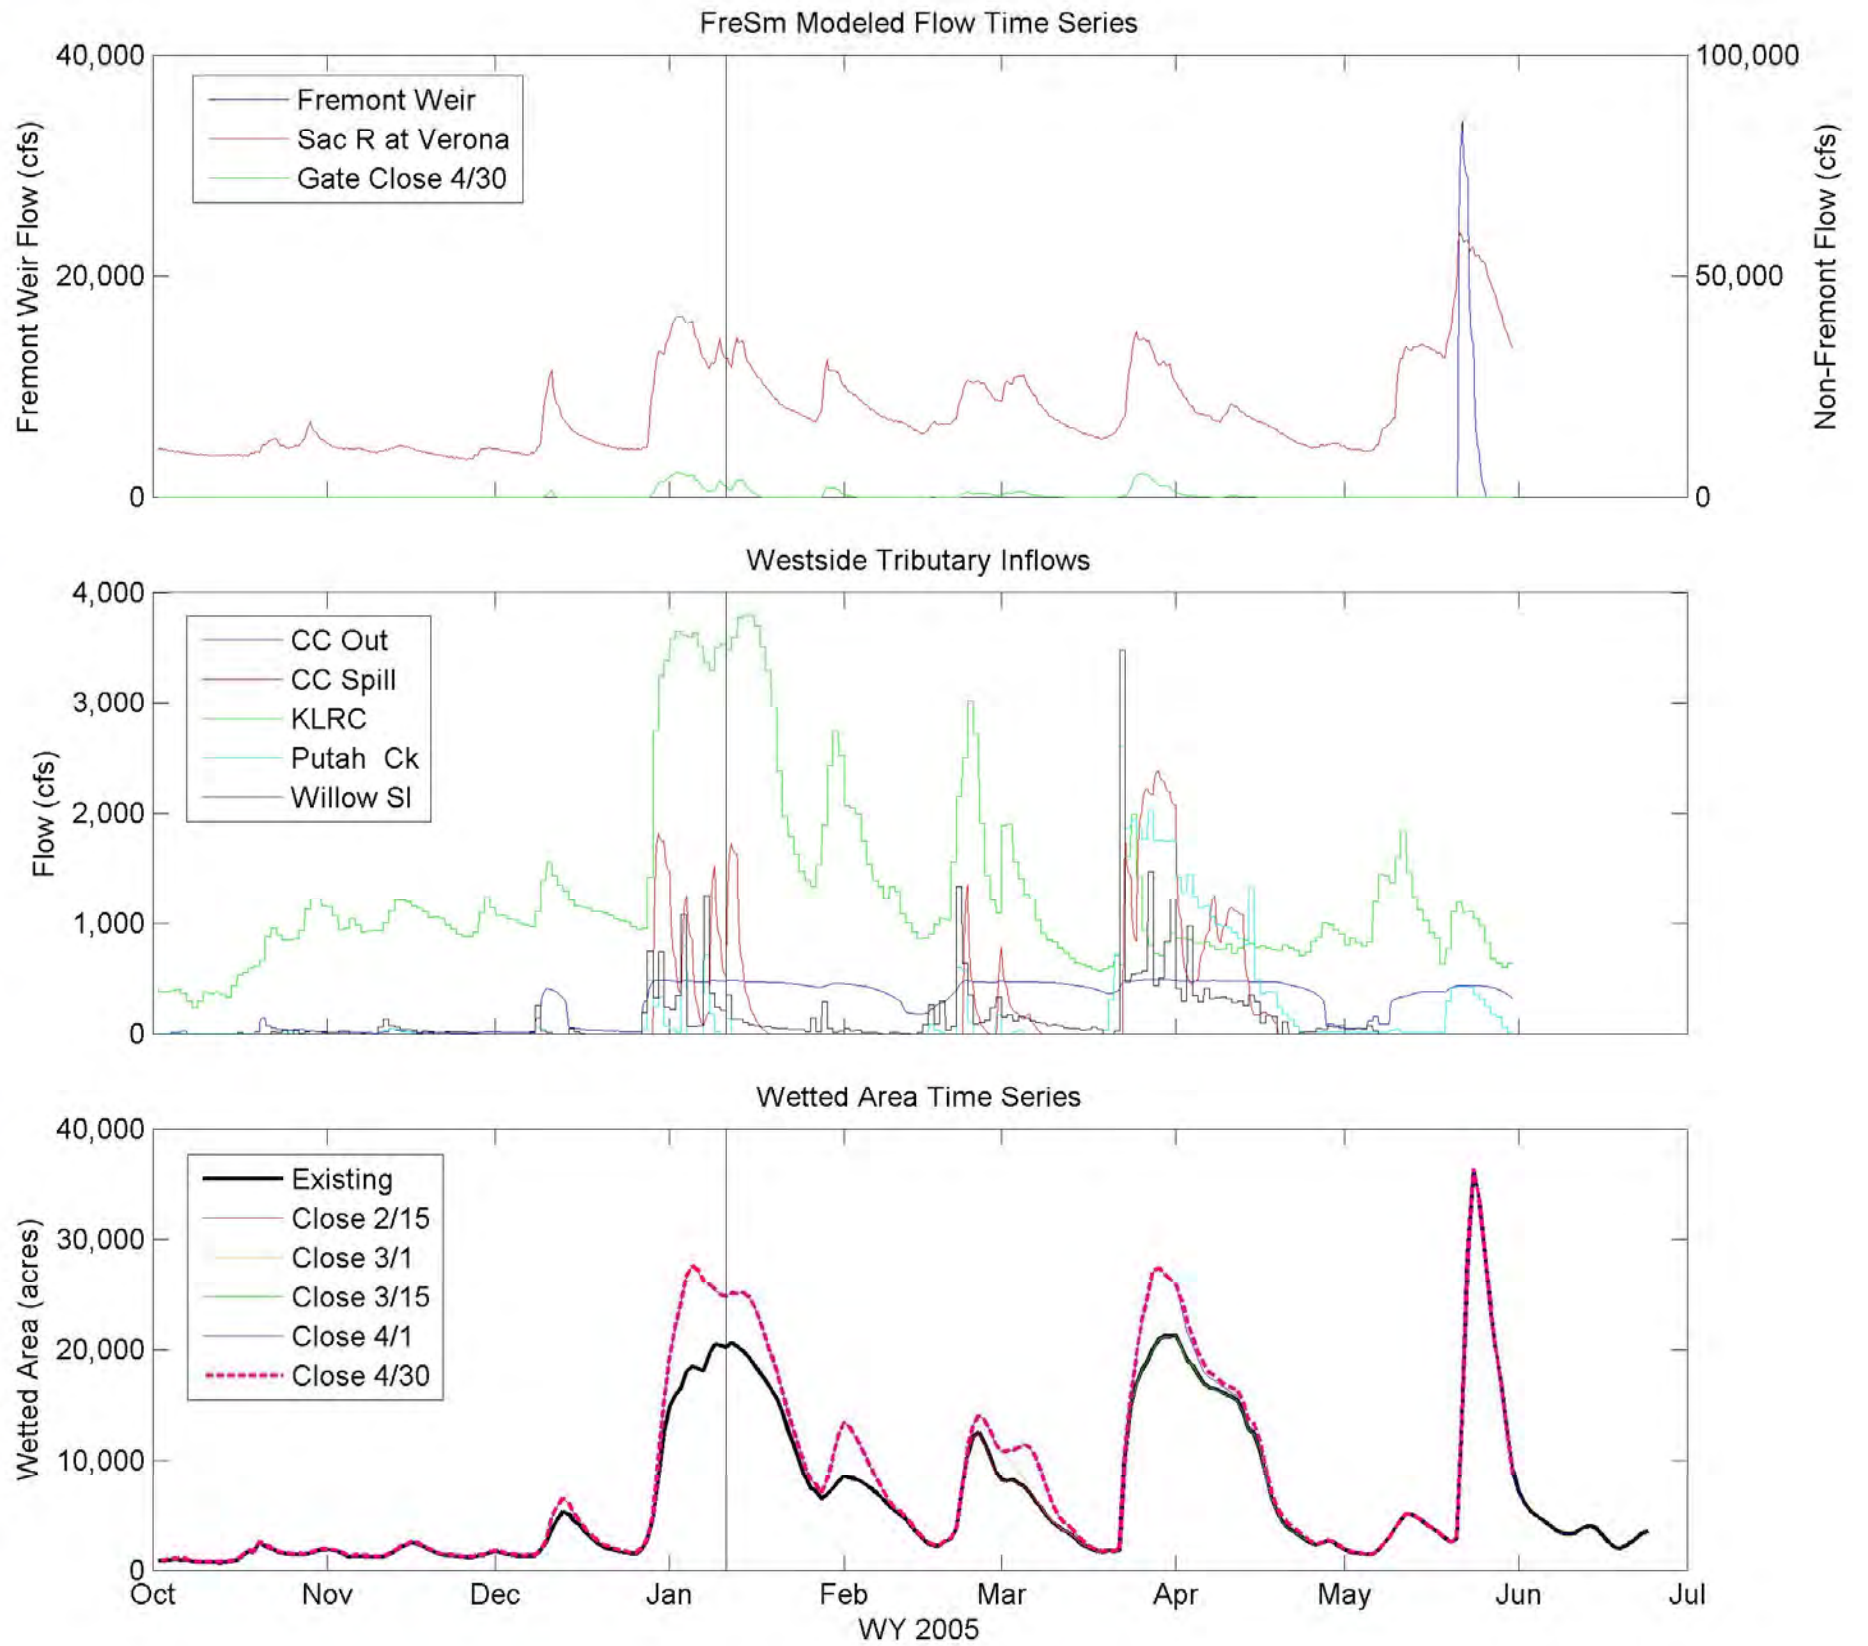 FreSm Modeled Flow Time Series
40,000
20,000
0
Fremont Weir Flow (cfs)
Fremont Weir
Sac R at Verona
Gate Close 4/30
100,000
50,000
0
Non-Fremont Flow (cfs)
Westside Tributary Inflows
4,000
3,000
2,000
1,000
0
Flow (cfs)
CC Out
CC Spill
KLRC
Putah Ck
Willow Sl
Wetted Area Time Series
40,000
30,000
20,000
10,000
0
Wetted Area (acres)
Existing
Close 2/15
Close 3/1
Close 3/15
Close 4/1
Close 4/30
Oct Nov Dec Jan Feb Mar Apr May Jun Jul
WY 2005